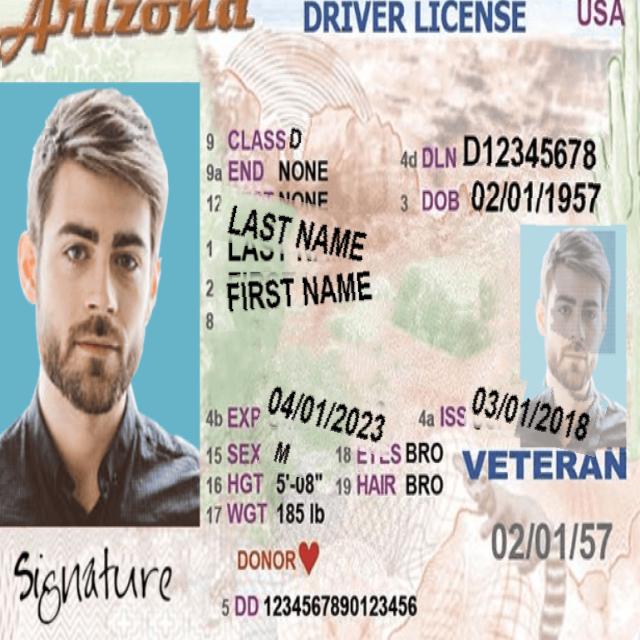 Arizona DRIVER LICENSE USA
9 CLASS D
9a END NONE
4d DLN D12345678
12 REST NONE
3 DOB 02/01/1957
LAST NAME
1
2 FIRST NAME
8
4b EXP 04/01/2023
4a ISS 03/01/2018
15 SEX M
18 EYES BRO
16 HGT 5'-08"
19 HAIR BRO
VETERAN
17 WGT 185 lb
02/01/57
DONOR
Signature
5 DD 1234567890123456